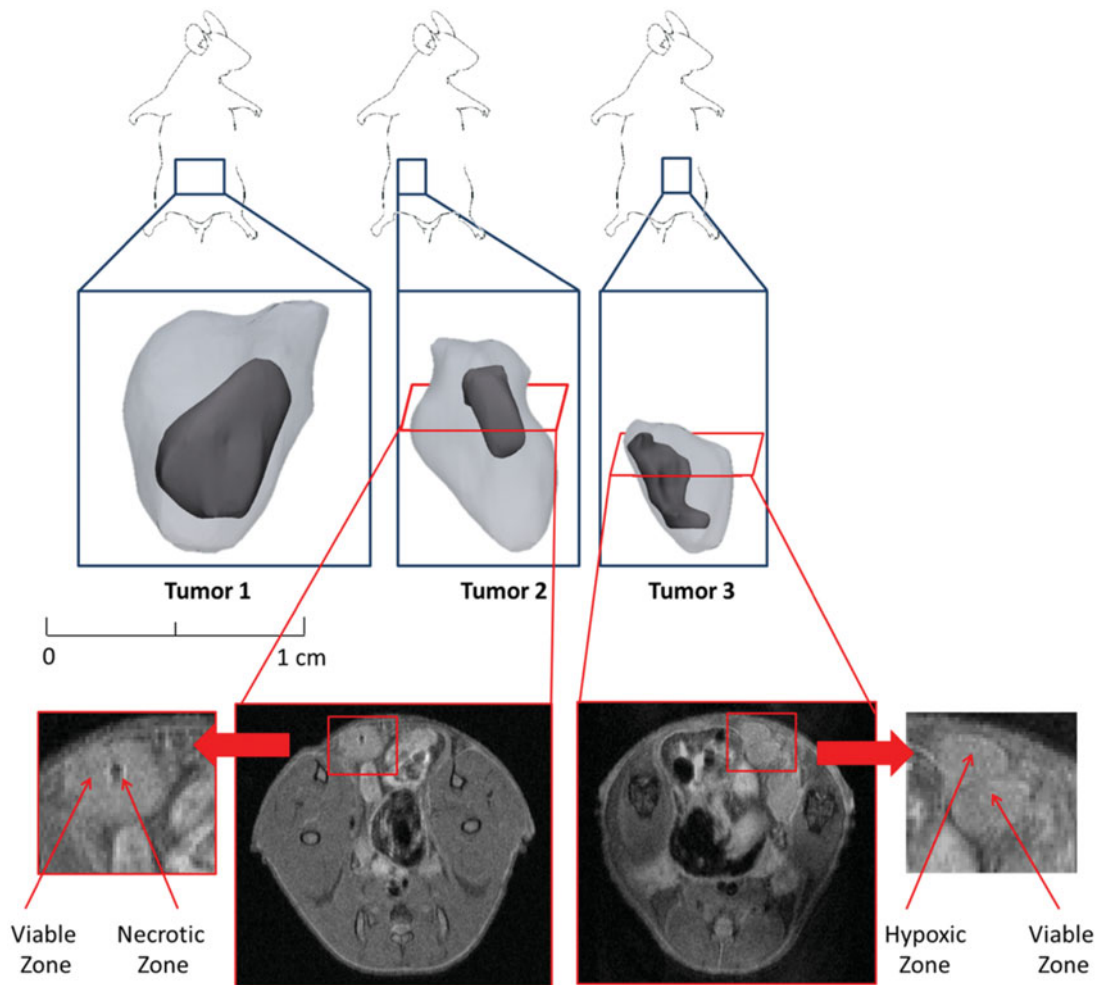 Tumor 1
Tumor 2
Tumor 3
0
1 cm
Viable
Zone
Necrotic
Zone
Hypoxic
Zone
Viable
Zone